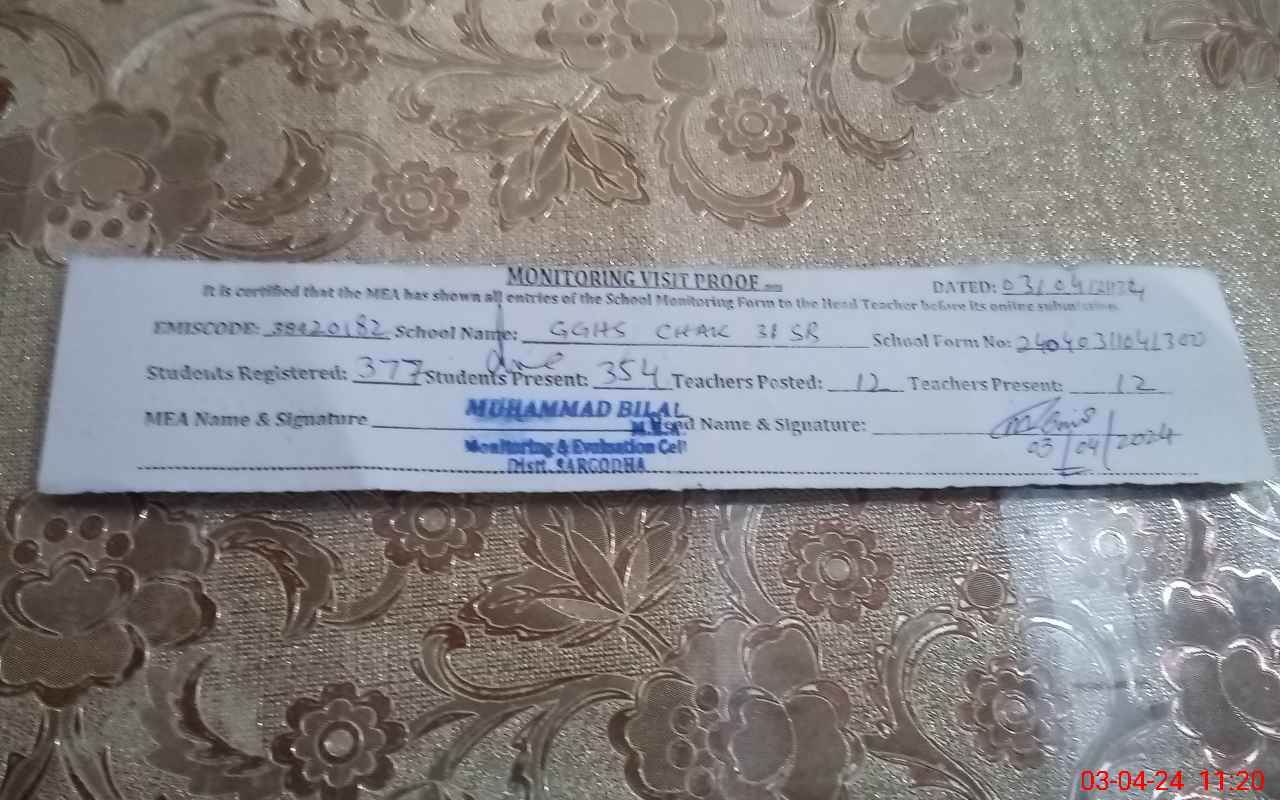 MONITORING VISIT PROOF
DATED: 03/04/2024
It is certified that the MEA has shown all entries of the School Monitoring Form to the Head Teacher before its online submission.
EMISCODE: 38420182 School Name: GGHS CHAK 31 SB School Form No:
Students Registered: 377 Students Present: 354 Teachers Posted: 12 Teachers Present: 12
MEA Name & Signature MUHAMMAD BILAL Head Name & Signature:
M.E.A
Monitoring & Evaluation Cell
Distt. SARGODHA
03/04/2024
03-04-24 11:20